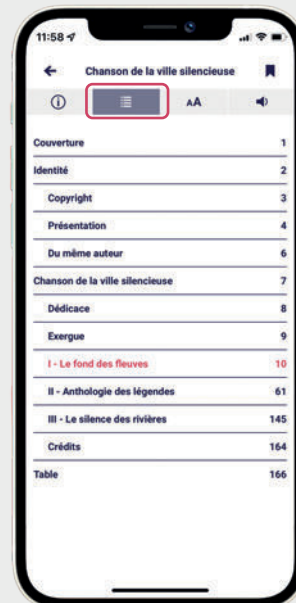 11:58
Chanson de la ville silencieuse
AA
Couverture 1
Identité 2
Copyright 3
Présentation 4
Du même auteur 6
Chanson de la ville silencieuse 7
Dédicace 8
Exergue 9
I - Le fond des fleuves 10
II - Anthologie des légendes 61
III - Le silence des rivières 145
Crédits 164
Table 166